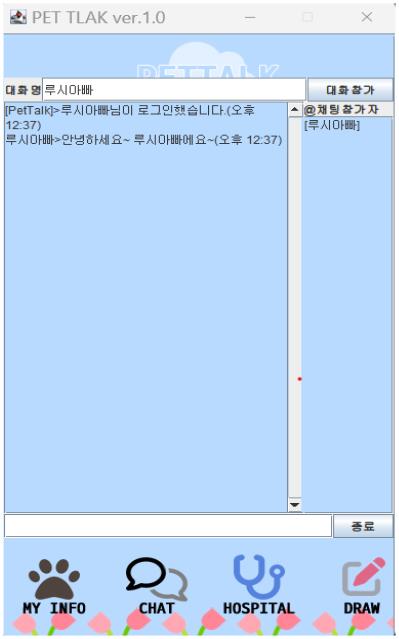 PET TLAK ver.1.0
PETTALK
대화명 루시아빠 대화참가
[PetTalk]>루시아빠님이 로그인했습니다.(오후
12:37)
루시아빠>안녕하세요~ 루시아빠에요~(오후 12:37)
@채팅참가자
[루시아빠]
종료
MY INFO CHAT HOSPITAL DRAW